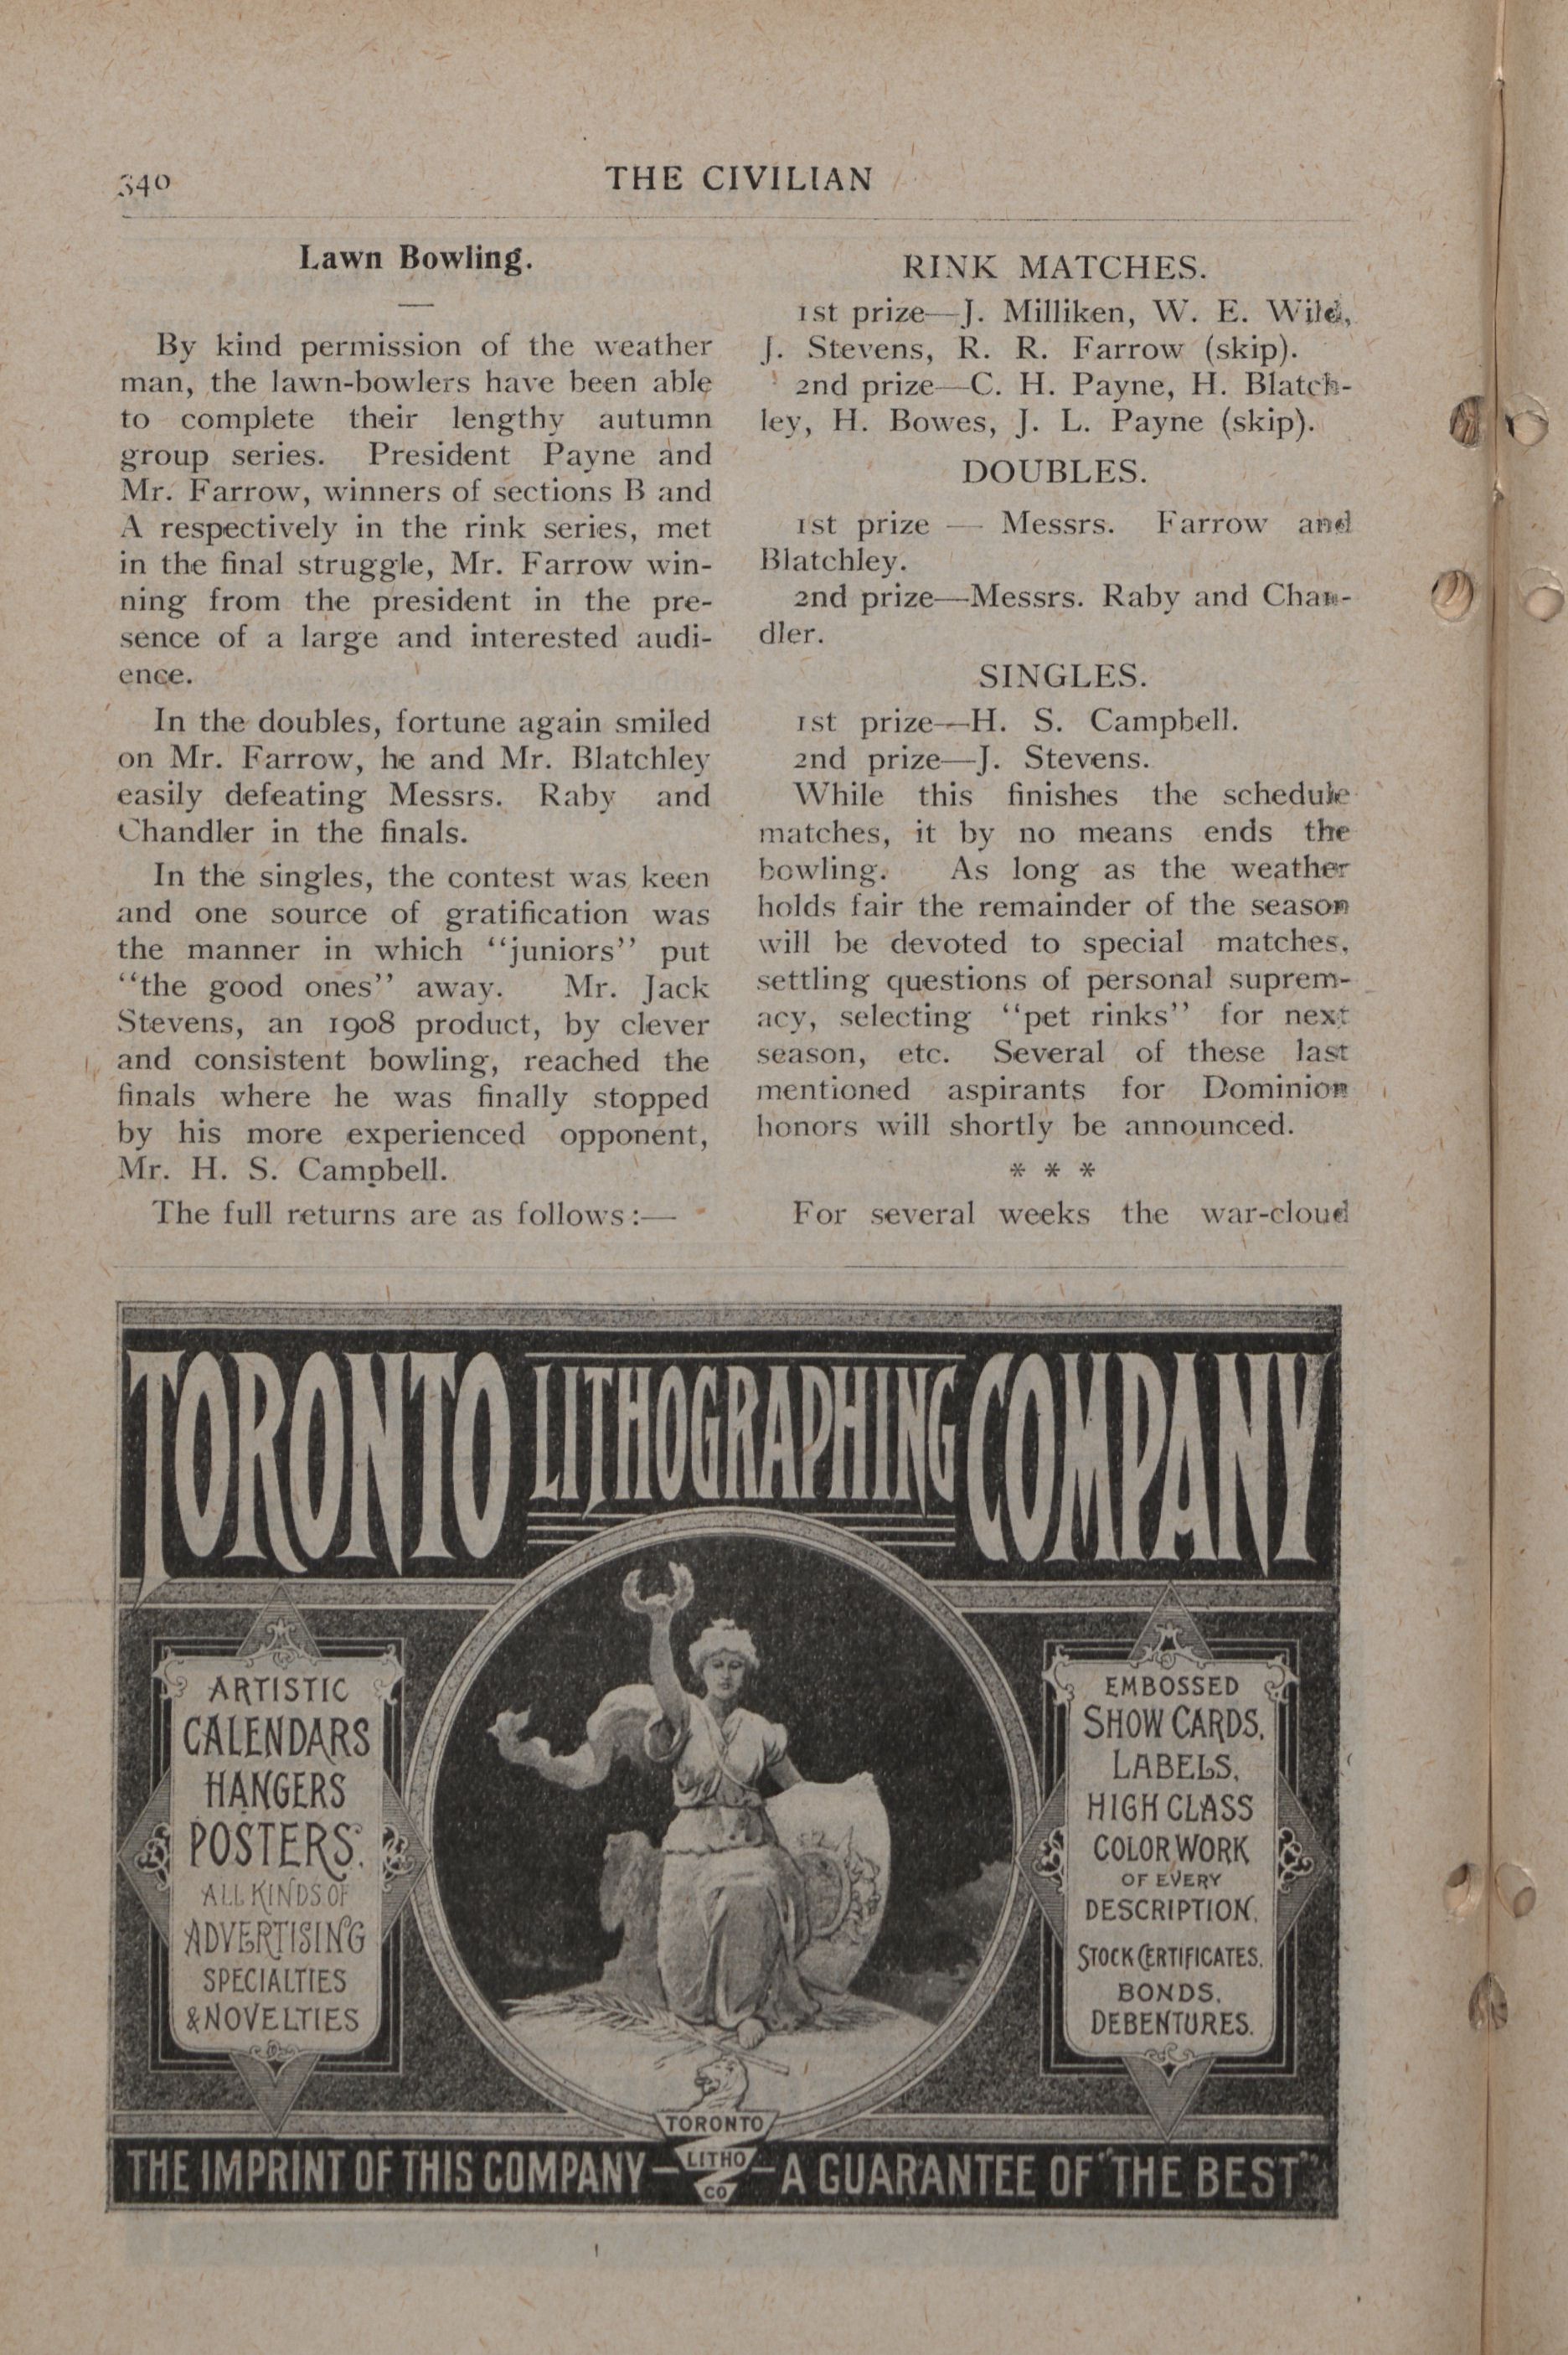 340
THE CIVILIAN
Lawn Bowling.
By kind permission of the weather
man, the lawn-bowlers have been able
to complete their lengthy autumn
group series. President Payne and
Mr. Farrow, winners of sections B and
A respectively in the rink series, met
in the final struggle, Mr. Farrow win-
ning from the president in the pre-
sence of a large and interested audi-
ence.
In the doubles, fortune again smiled
on Mr. Farrow, he and Mr. Blatchley
easily defeating Messrs. Raby and
Chandler in the finals.
In the singles, the contest was keen
and one source of gratification was
the manner in which "juniors" put
"the good ones" away. Mr. Jack
Stevens, an 1908 product, by clever
and consistent bowling, reached the
finals where he was finally stopped
by his more experienced opponent,
Mr. H. S. Campbell.
The full returns are as follows:—
RINK MATCHES.
1st prize—J. Milliken, W. E. Wild,
J. Stevens, R. R. Farrow (skip).
2nd prize—C. H. Payne, H. Blatch-
ley, H. Bowes, J. L. Payne (skip).
DOUBLES.
1st prize — Messrs. Farrow and
Blatchley.
2nd prize—Messrs. Raby and Chan-
dler.
SINGLES.
1st prize—H. S. Campbell.
2nd prize—J. Stevens.
While this finishes the schedule
matches, it by no means ends the
bowling. As long as the weather
holds fair the remainder of the season
will be devoted to special matches,
settling questions of personal suprem-
acy, selecting "pet rinks" for next
season, etc. Several of these last
mentioned aspirants for Dominion
honors will shortly be announced.
* * *
For several weeks the war-cloud
TORONTO LITHOGRAPHING COMPANY
ARTISTIC
CALENDARS
HANGERS
POSTERS.
ALL KINDS OF
ADVERTISING
SPECIALTIES
& NOVELTIES
EMBOSSED
SHOW CARDS,
LABELS,
HIGH CLASS
COLOR WORK
OF EVERY
DESCRIPTION.
STOCK CERTIFICATES.
BONDS.
DEBENTURES.
TORONTO
LITHO
CO
THE IMPRINT OF THIS COMPANY — A GUARANTEE OF "THE BEST"